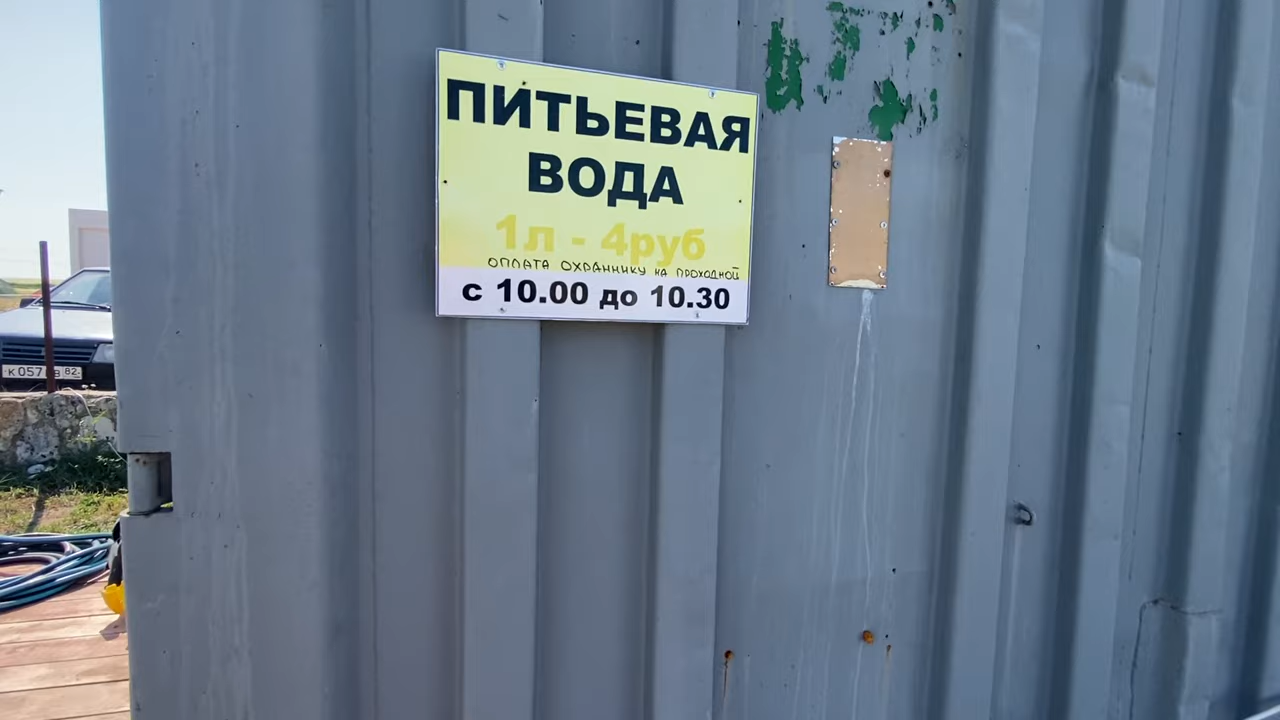 ПИТЬЕВАЯ
ВОДА
1л - 4руб
ОПЛАТА ОХРАННИКУ НА ПРОХОДНОЙ
с 10.00 до 10.30